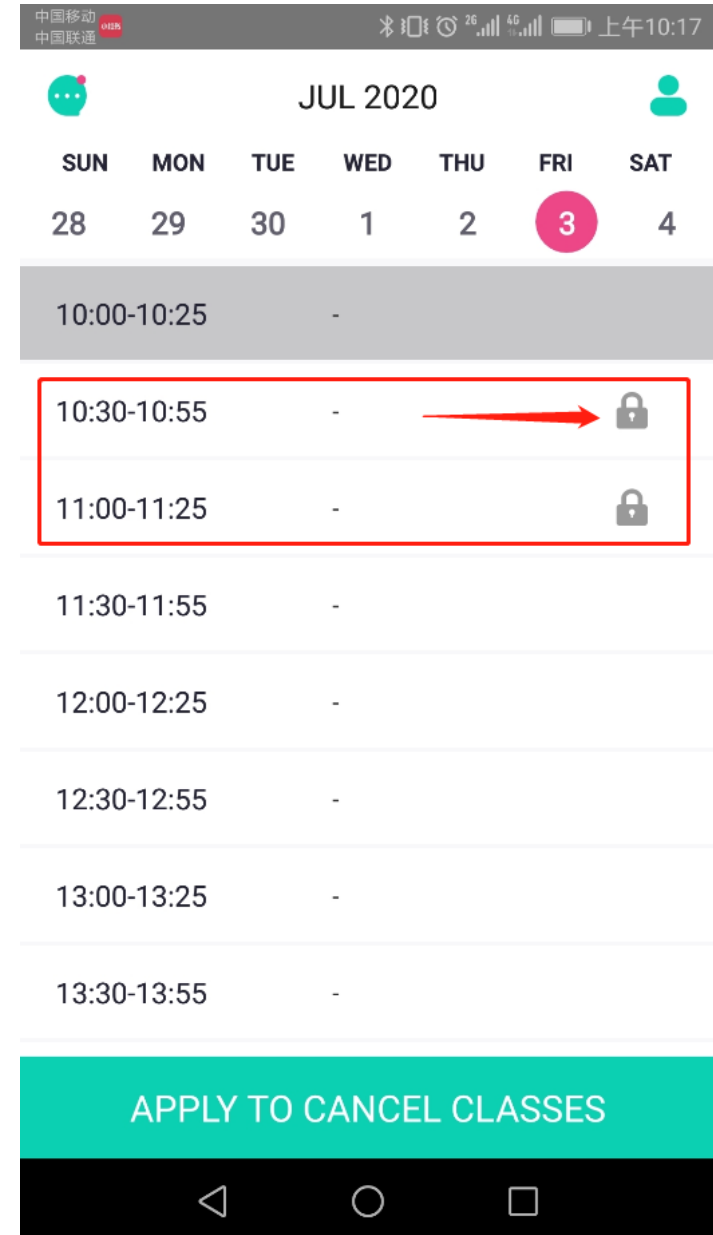 中国移动
中国联通
26 46 上午10:17
JUL 2020
SUN MON TUE WED THU FRI SAT
28 29 30 1 2 3 4
10:00-10:25 -
10:30-10:55 -
11:00-11:25 -
11:30-11:55 -
12:00-12:25 -
12:30-12:55 -
13:00-13:25 -
13:30-13:55 -
APPLY TO CANCEL CLASSES